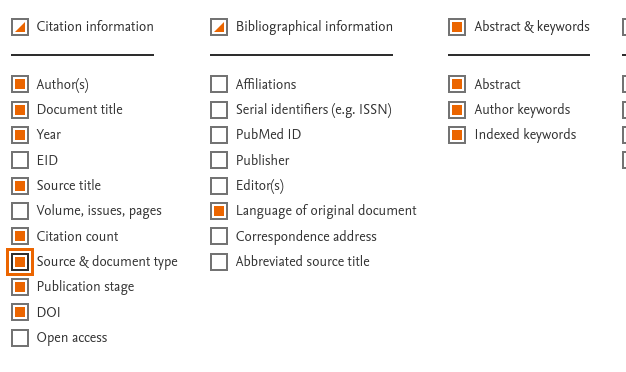 Citation information
Author(s)
Document title
Year
EID
Source title
Volume, issues, pages
Citation count
Source & document type
Publication stage
DOI
Open access
Bibliographical information
Affiliations
Serial identifiers (e.g. ISSN)
PubMed ID
Publisher
Editor(s)
Language of original document
Correspondence address
Abbreviated source title
Abstract & keywords
Abstract
Author keywords
Indexed keywords